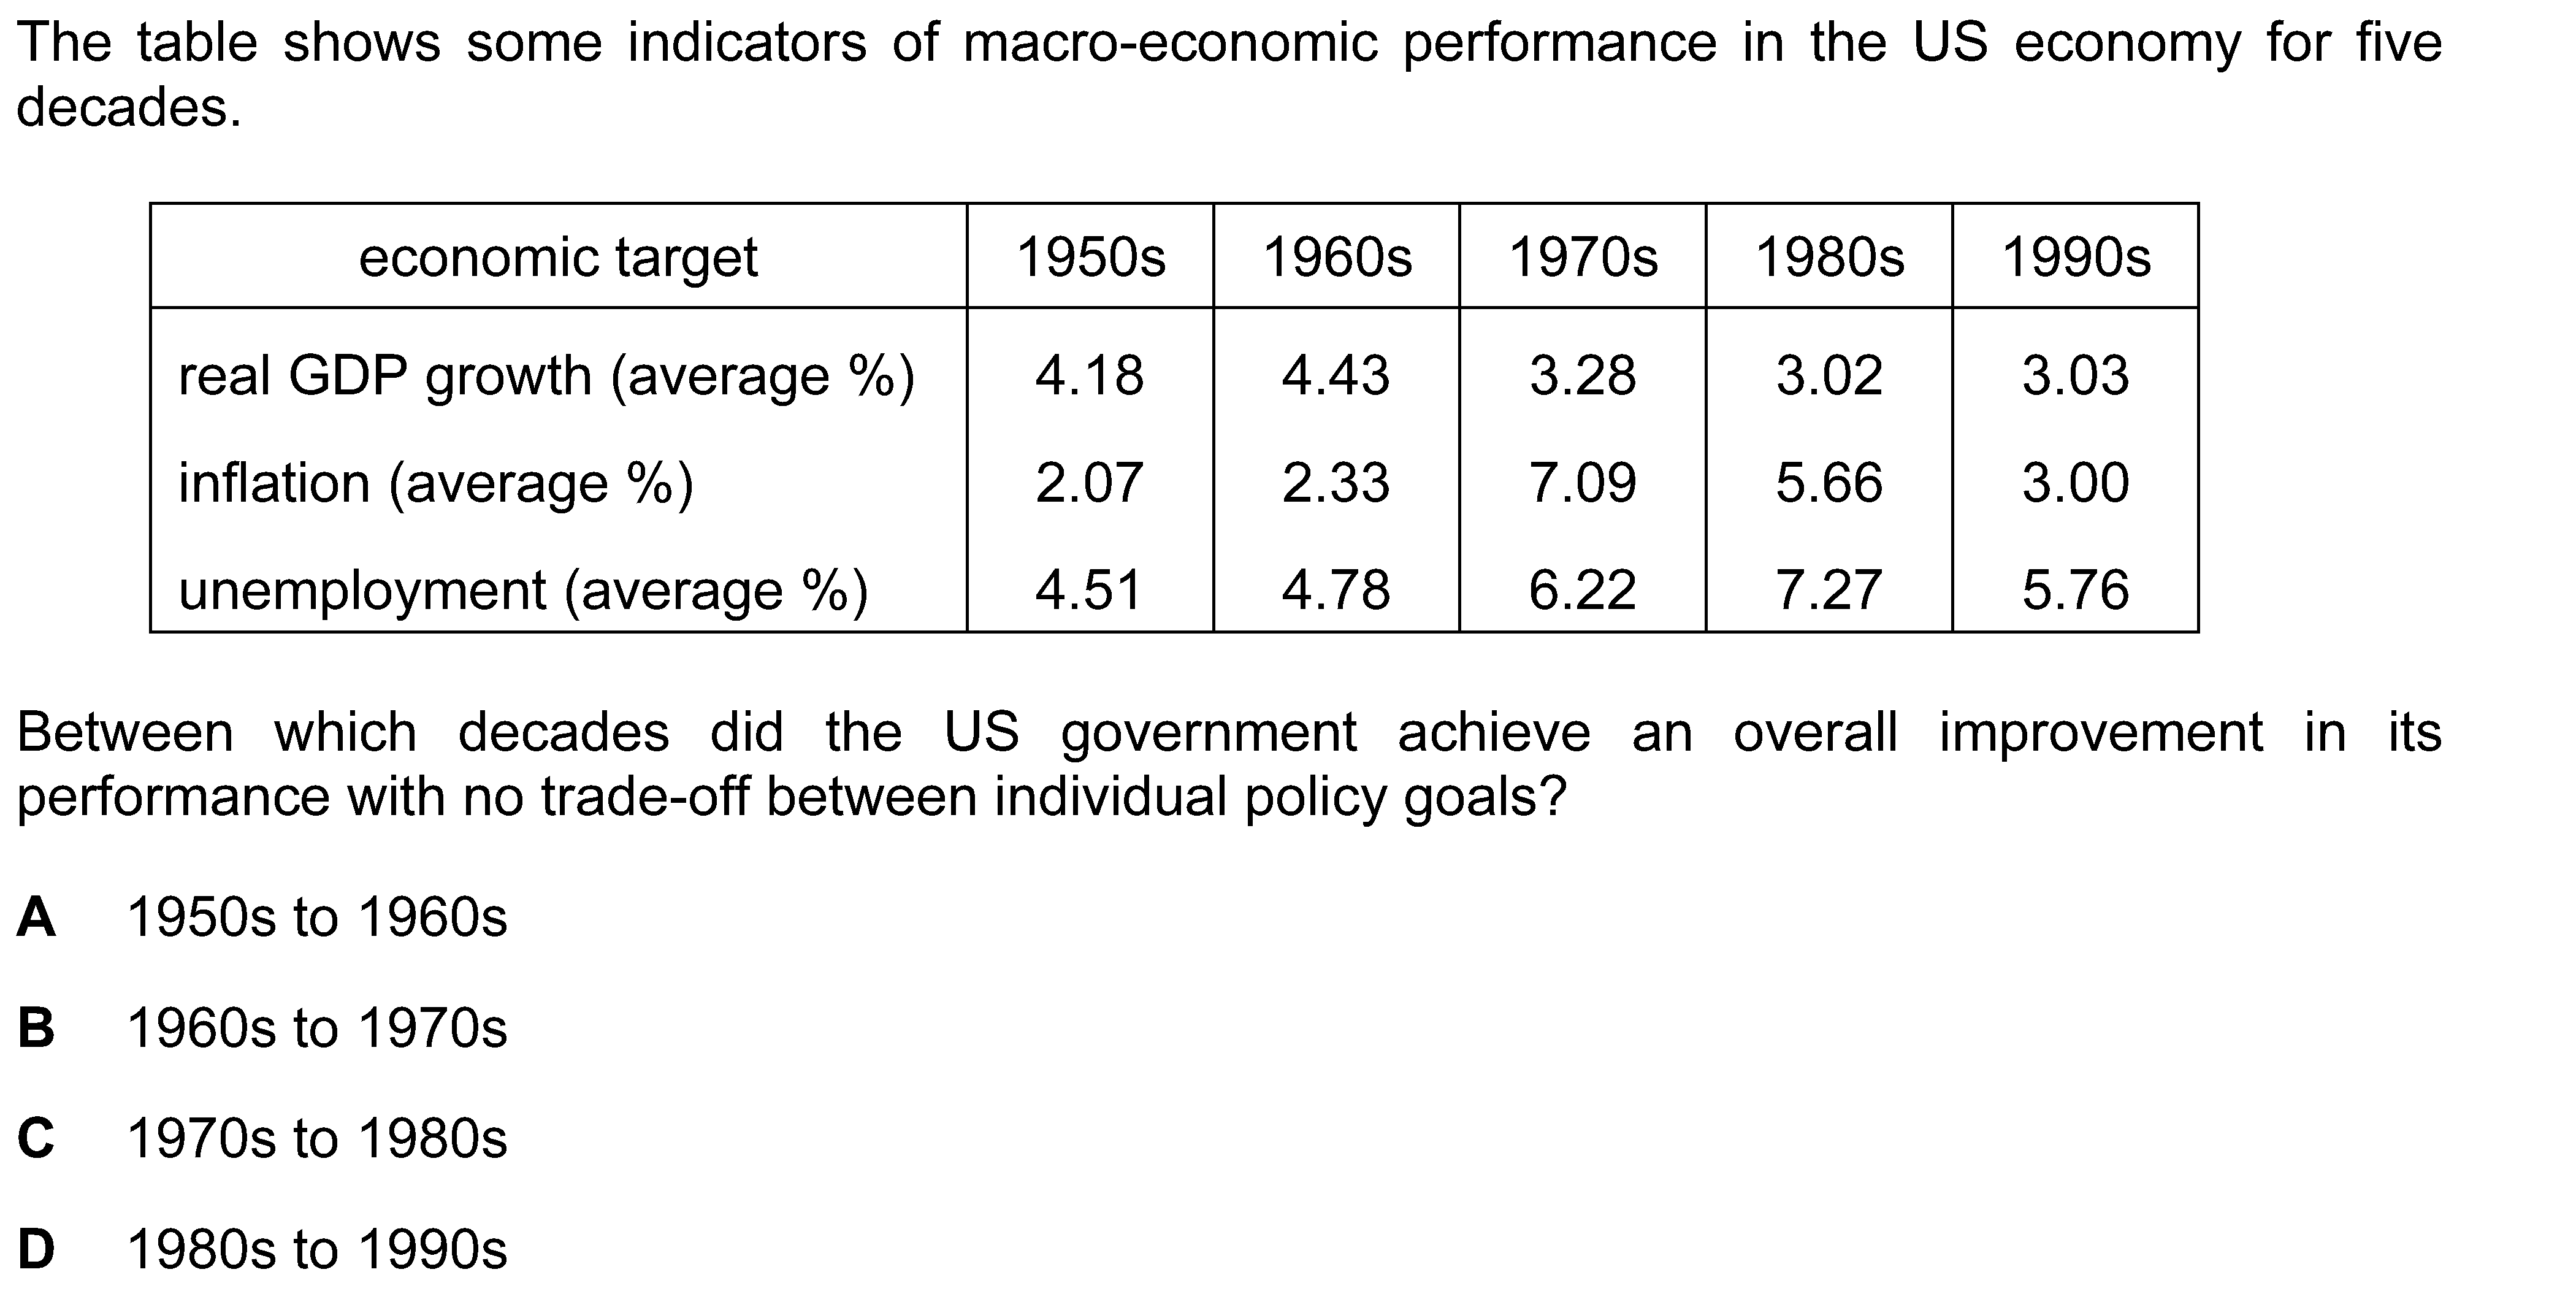 The table shows some indicators of macro-economic performance in the US economy for five
decades.
economic target 1950s 1960s 1970s 1980s 1990s
real GDP growth (average %) 4.18 4.43 3.28 3.02 3.03
inflation (average %) 2.07 2.33 7.09 5.66 3.00
unemployment (average %) 4.51 4.78 6.22 7.27 5.76
Between which decades did the US government achieve an overall improvement in its
performance with no trade-off between individual policy goals?
A 1950s to 1960s
B 1960s to 1970s
C 1970s to 1980s
D 1980s to 1990s